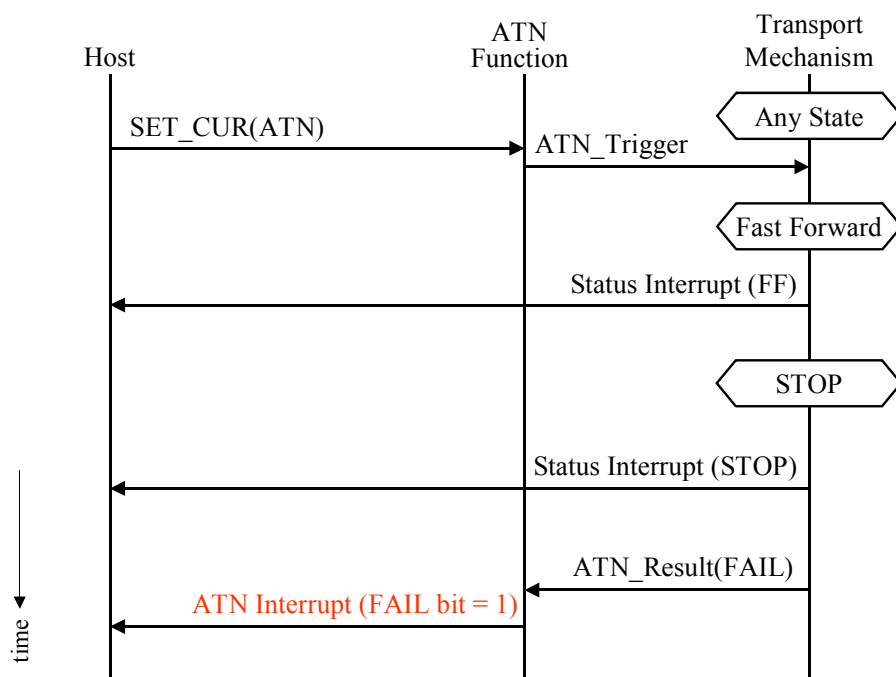 Host
ATN
Function
Transport
Mechanism
Any State
SET_CUR(ATN)
ATN_Trigger
Fast Forward
Status Interrupt (FF)
STOP
Status Interrupt (STOP)
ATN_Result(FAIL)
ATN Interrupt (FAIL bit = 1)
time